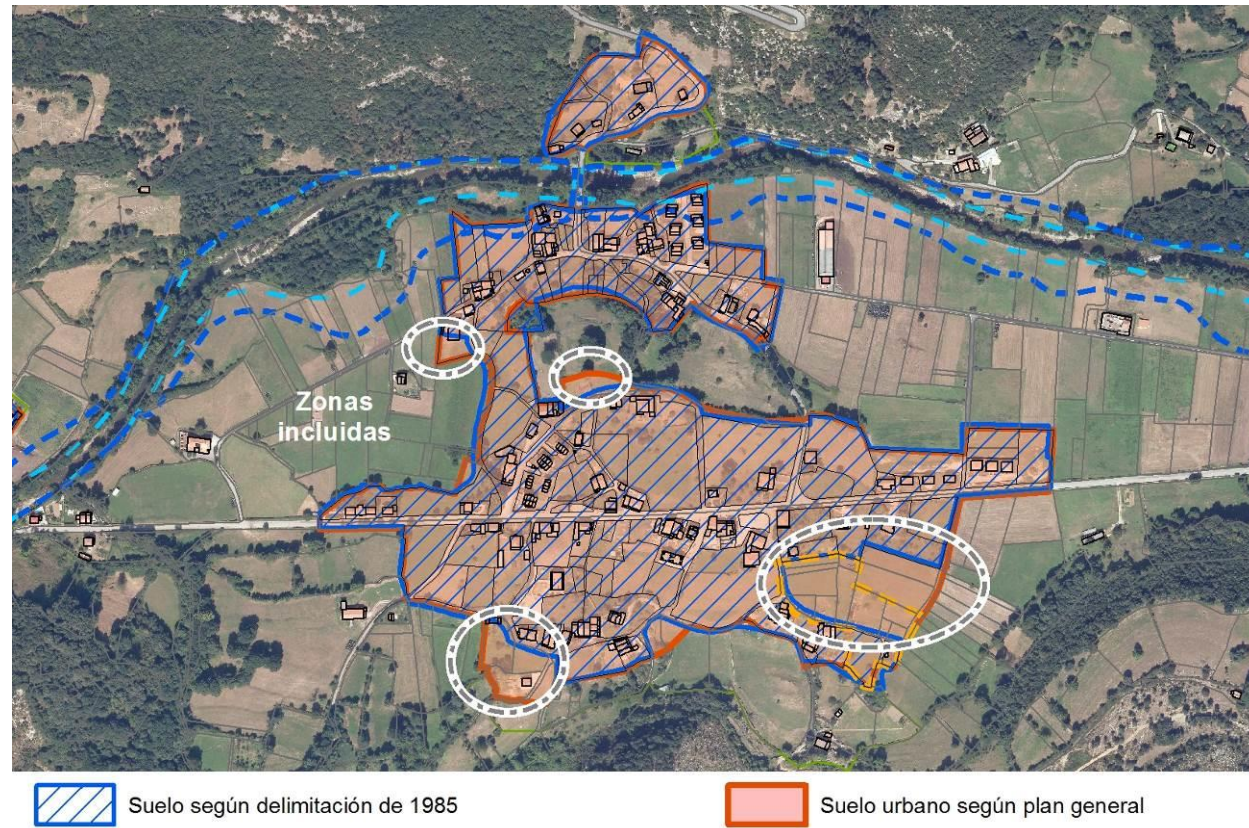 Zonas
incluidas
Suelo según delimitación de 1985
Suelo urbano según plan general